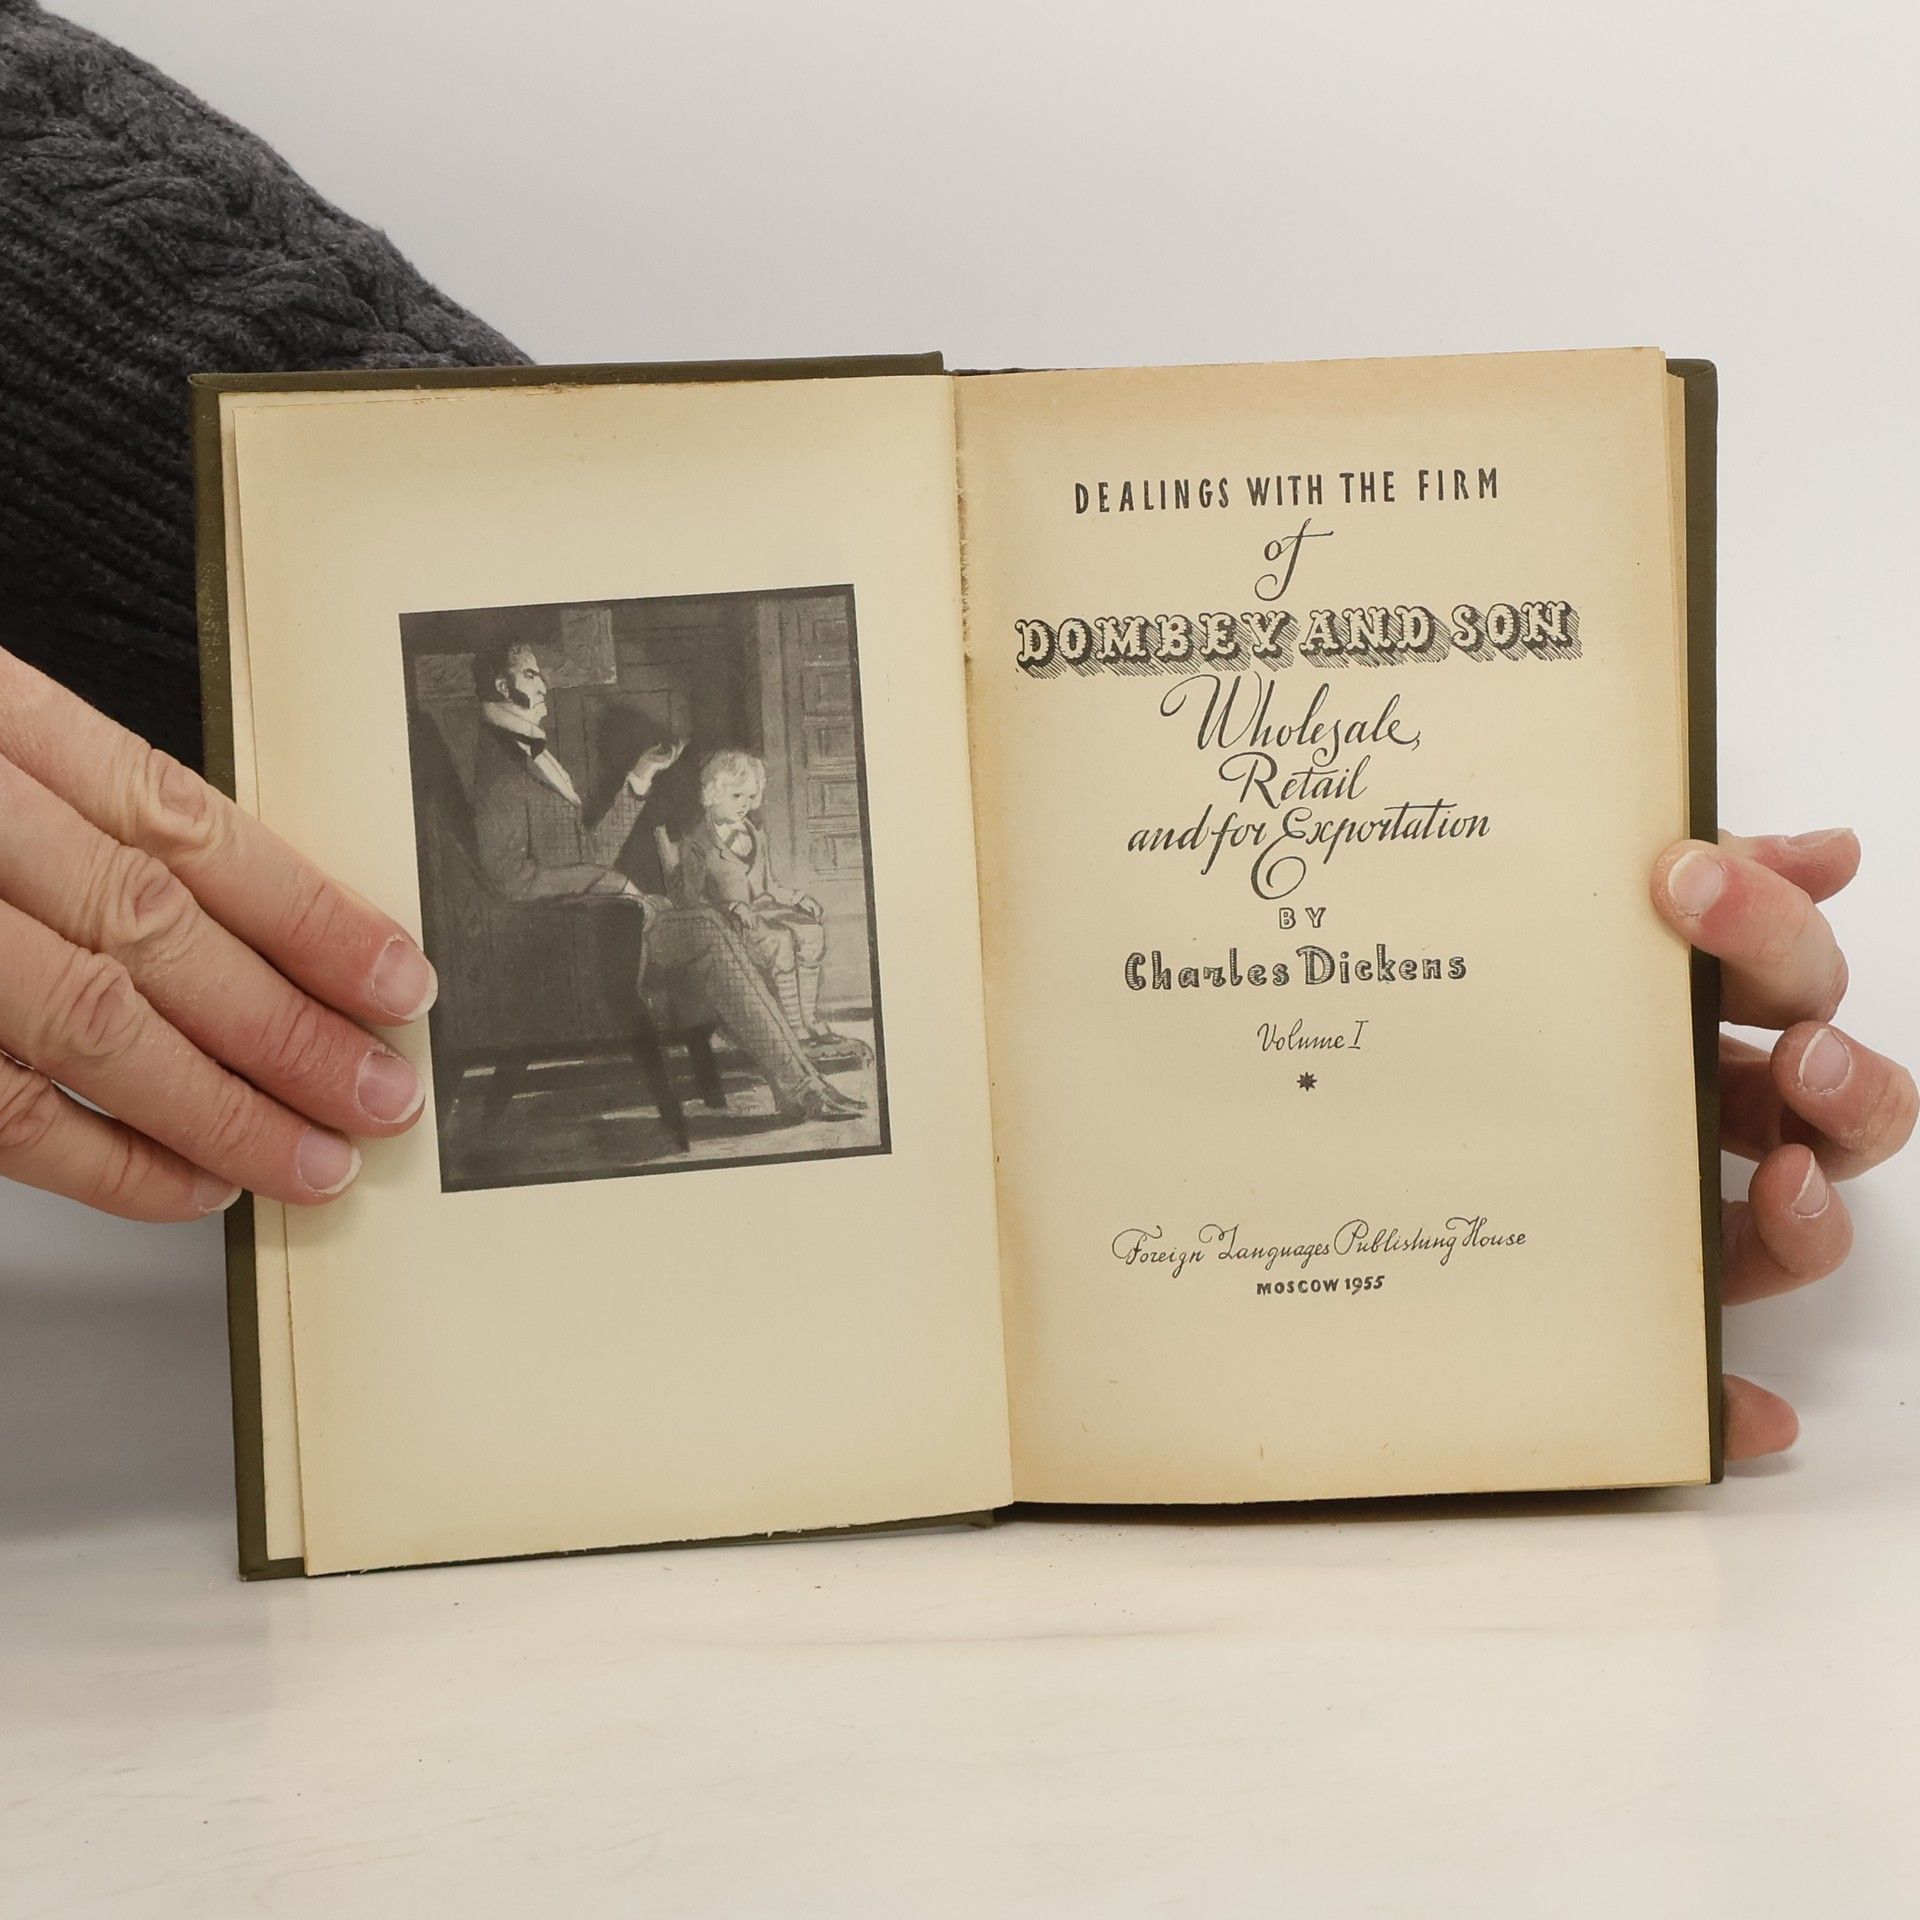 DEALINGS WITH THE FIRM
of
DOMBEY AND SON
Wholesale,
Retail
and for Exportation
BY
Charles Dickens
Volume I
Foreign Languages Publishing House
MOSCOW 1955